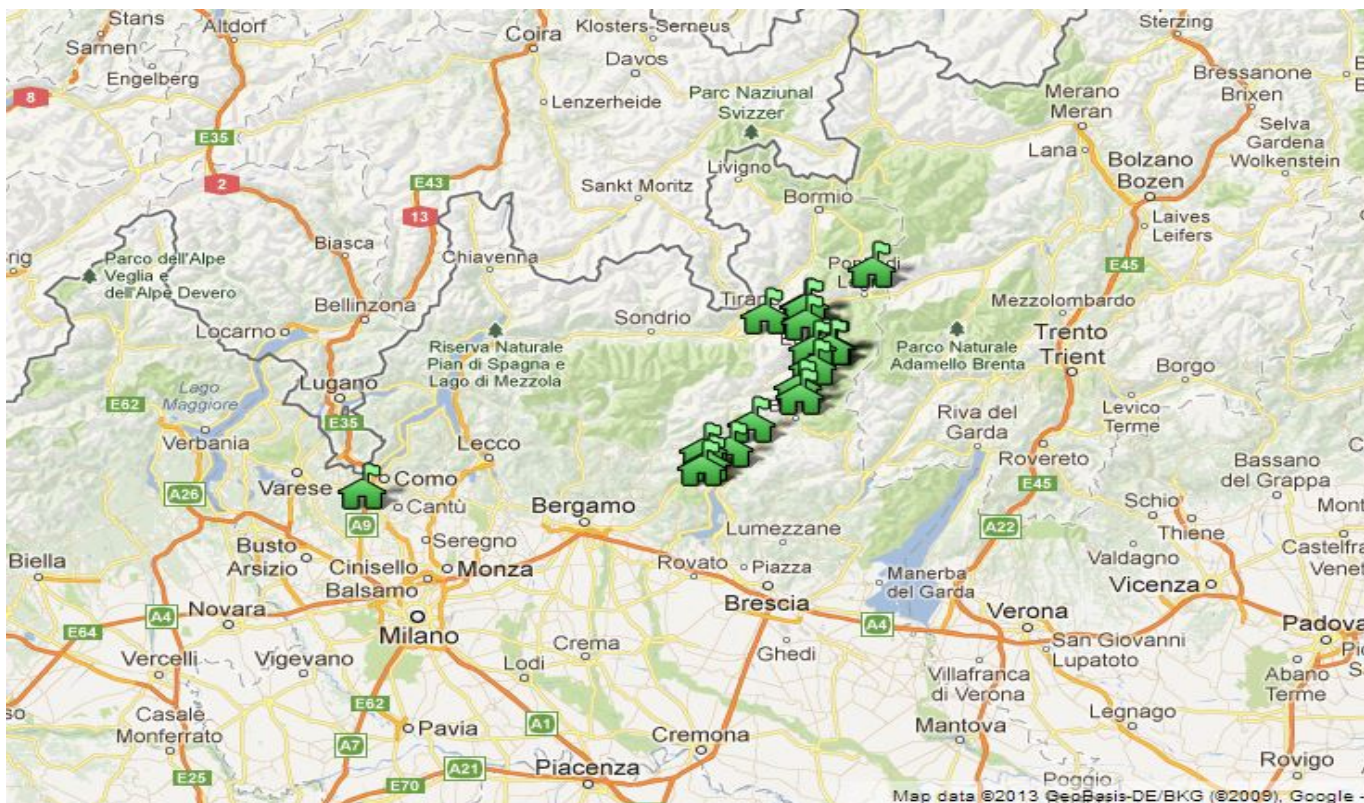 Stans
Sarnen
Engelberg
Altdorf
Coira
Klosters-Serneus
Davos
Lenzerheide
Parc Naziunal
Svizzer
Sterzing
Bressanone
Brixen
Merano
Meran
Lana
Selva
Gardena
Wolkenstein
Bolzano
Bozen
Laives
Leifers
8
E35
2
E43
13
Livigno
Sankt Moritz
Bormio
Biasca
Chiavenna
Parco dell'Alpe
Veglia e
dell'Alpe Devero
Bellinzona
Locarno
Sondrio
E45
Mezzolombardo
Riserva Naturale
Pian di Spagna e
Lago di Mezzola
Parco Naturale
Adamello Brenta
Trento
Trient
Lugano
Lago
Maggiore
E62
E35
Verbania
Lecco
Riva del
Garda
Borgo
Levico
Terme
Rovereto
E45
Bassano
del Grappa
Varese
Como
Cantù
A26
A9
Bergamo
Lumezzane
A22
Schio
Thiene
Seregno
Busto
Arsizio
Cinisello
Balsamo
Monza
Rovato
Piazza
Manerba
del Garda
Valdagno
Vicenza
Biella
A4
Novara
Milano
Brescia
A4
Verona
E64
Crema
Ghedi
San Giovanni
Lupatoto
Padova
Vercelli
Vigevano
Lodi
Villafranca
di Verona
Abano
Terme
E62
Casale
Monferrato
Pavia
A1
Cremona
Mantova
Legnago
A7
E25
E70
A21
Piacenza
Poggio
Rovigo
Map data ©2013 GeoBasis-DE/BKG (©2009), Google -